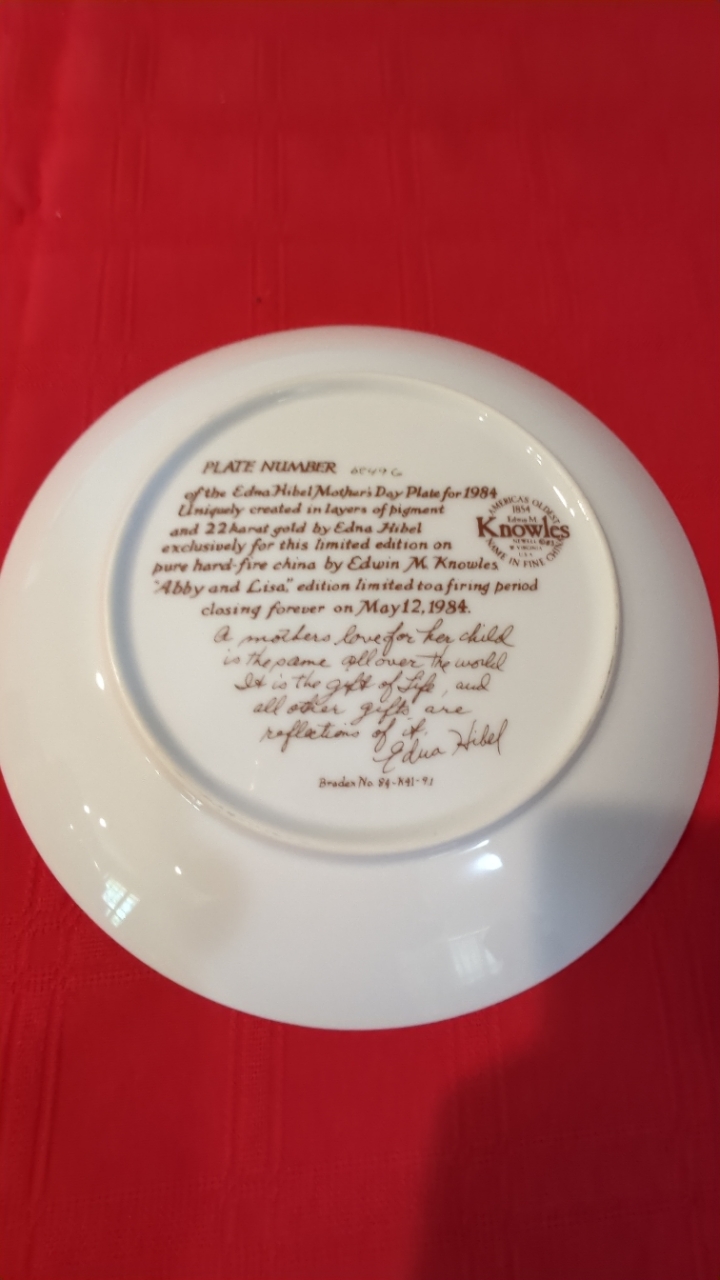 PLATE NUMBER
of the Edna Hibel Mother's Day Plate for 1984
Uniquely created in layers of pigment
and 22 karat gold by Edna Hibel
exclusively for this limited edition on
pure hard-fire china by Edwin M. Knowles
"Abby and Lisa," edition limited to a firing period
closing forever on May 12, 1984.
A mothers love for her child
is the same all over the world
It is the gift of Life, and
all other gifts are
reflections of it.
Edna Hibel
Bradex No. 84-K41-9.1
AMERICA'S OLDEST
1854
Edwin M.
Knowles
NAME IN FINE CHINA